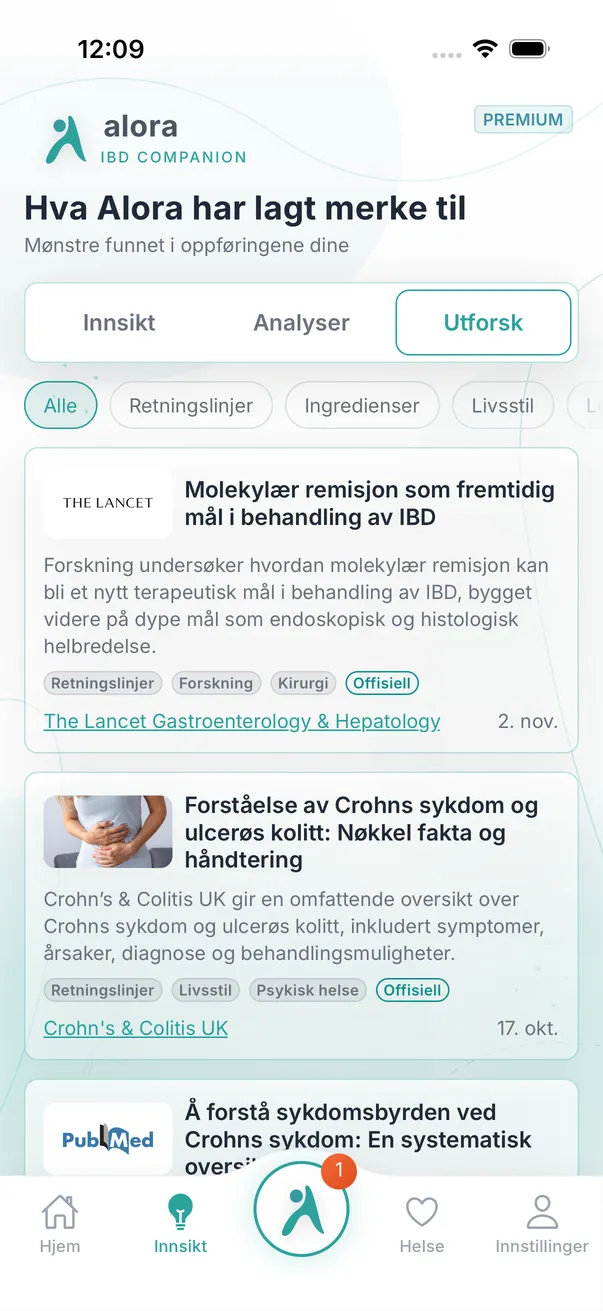 12:09
alora
IBD COMPANION
PREMIUM
Hva Alora har lagt merke til
Mønstre funnet i oppføringene dine
Innsikt
Analyser
Utforsk
Alle
Retningslinjer
Ingredienser
Livsstil
THE LANCET
Molekylær remisjon som fremtidig
mål i behandling av IBD
Forskning undersøker hvordan molekylær remisjon kan
bli et nytt terapeutisk mål i behandling av IBD, bygget
videre på dype mål som endoskopisk og histologisk
helbredelse.
Retningslinjer
Forskning
Kirurgi
Offisiell
The Lancet Gastroenterology & Hepatology
2. nov.
Forståelse av Crohns sykdom og
ulcerøs kolitt: Nøkkel fakta og
håndtering
Crohn’s & Colitis UK gir en omfattende oversikt over
Crohns sykdom og ulcerøs kolitt, inkludert symptomer,
årsaker, diagnose og behandlingsmuligheter.
Retningslinjer
Livsstil
Psykisk helse
Offisiell
Crohn's & Colitis UK
17. okt.
PubMed
Å forstå sykdomsbyrden ved
Crohns sykdom: En systematisk
1
Hjem
Innsikt
Helse
Innstillinger